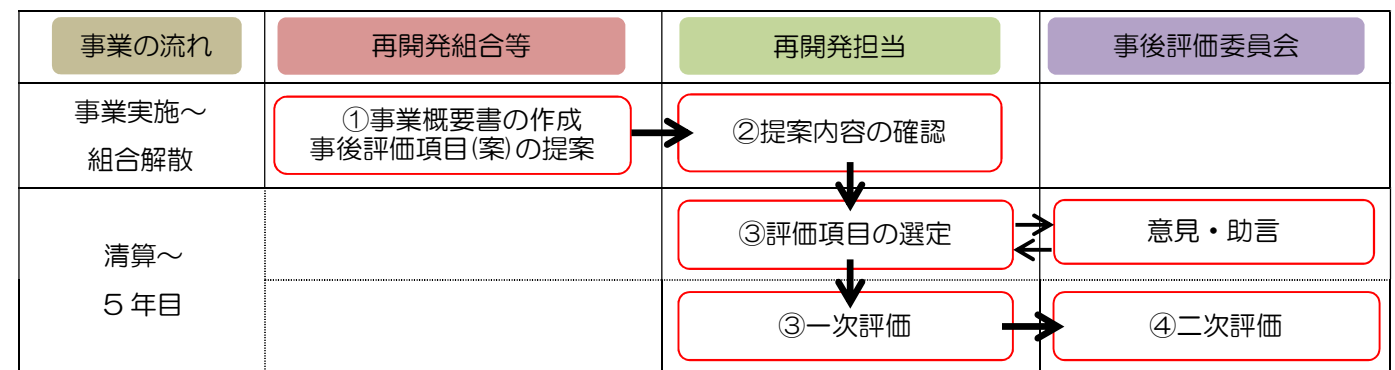 事業の流れ
再開発組合等
再開発担当
事後評価委員会
事業実施~
組合解散
①事業概要書の作成
事後評価項目(案)の提案
②提案内容の確認
清算~
5年目
③評価項目の選定
意見・助言
③一次評価
④二次評価